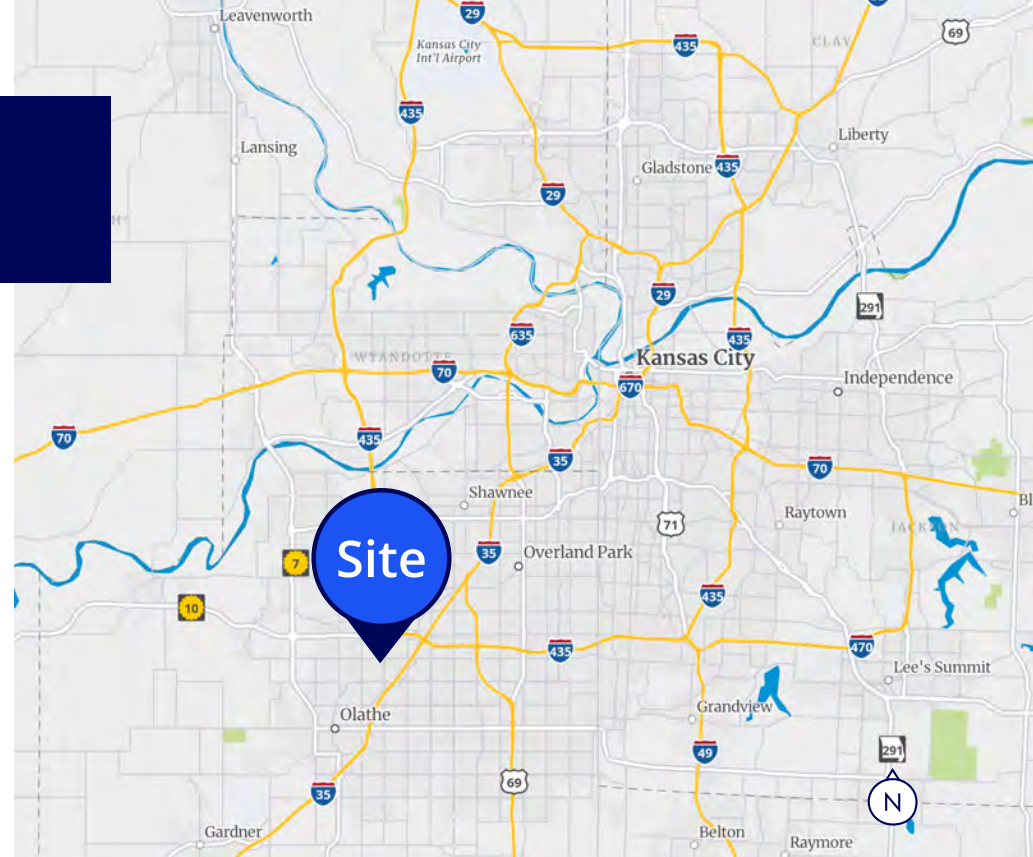 Leavenworth
29
69
Kansas City
Int'l Airport
435
CLAY
435
Liberty
Lansing
Gladstone
435
29
H
29
291
635
435
WYANDOTTE
Kansas City
70
670
Independence
70
435
35
70
Shawnee
Bl
Raytown
71
JACKSON
Site
35
Overland Park
7
10
435
435
470
Lee's Summit
Grandview
Olathe
291
49
69
35
N
Gardner
Belton
Raymore